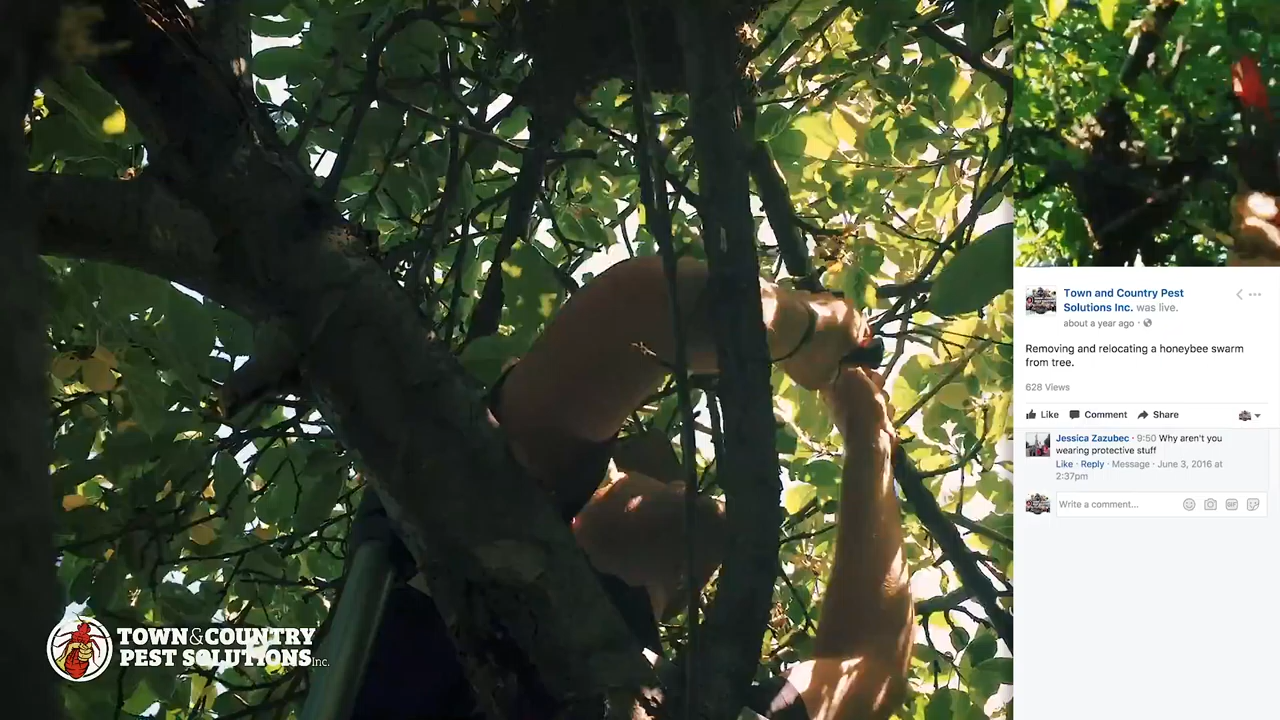 TOWN&COUNTRY
PEST SOLUTIONS Inc.
Town and Country Pest
Solutions Inc. was live.
about a year ago ·
Removing and relocating a honeybee swarm
from tree.
628 Views
Like Comment Share
Jessica Zazubec · 9:50 Why aren't you
wearing protective stuff
Like · Reply · Message · June 3, 2016 at
2:37pm
Write a comment...
GIF